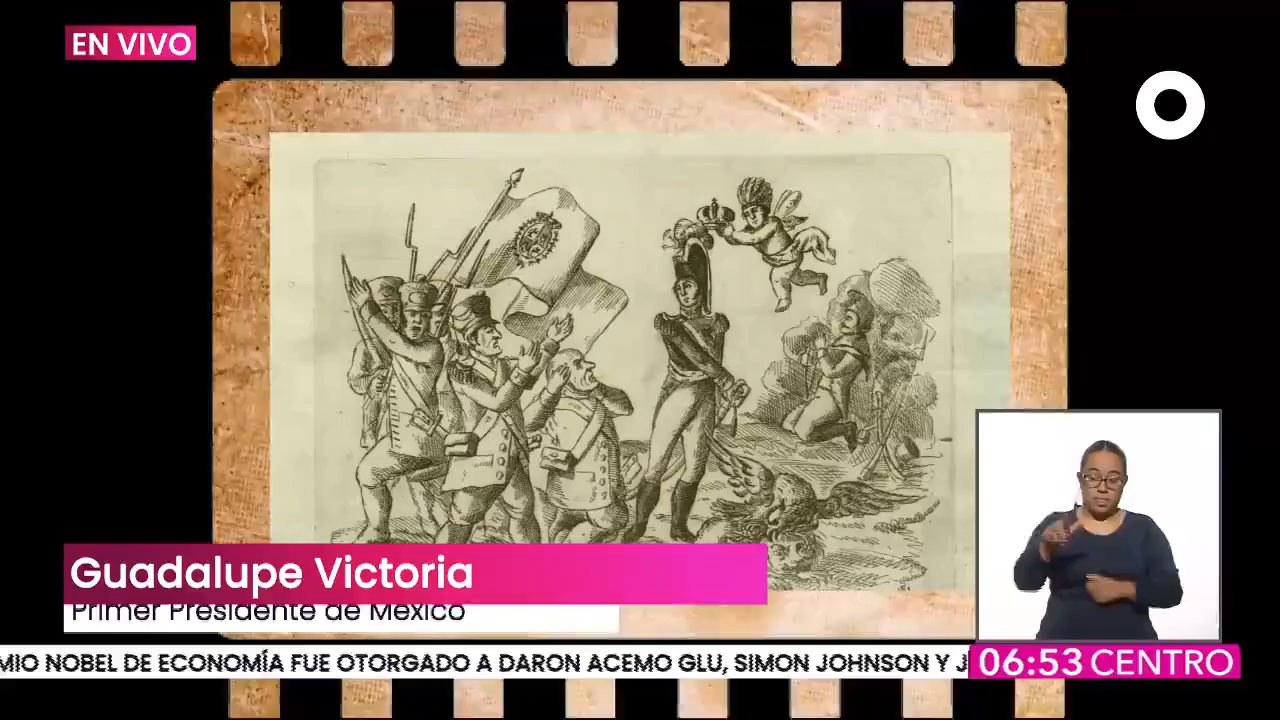 EN VIVO
Guadalupe Victoria
Primer Presidente de México
MIO NOBEL DE ECONOMÍA FUE OTORGADO A DARON ACEMO GLU, SIMON JOHNSON Y J
06:53 CENTRO